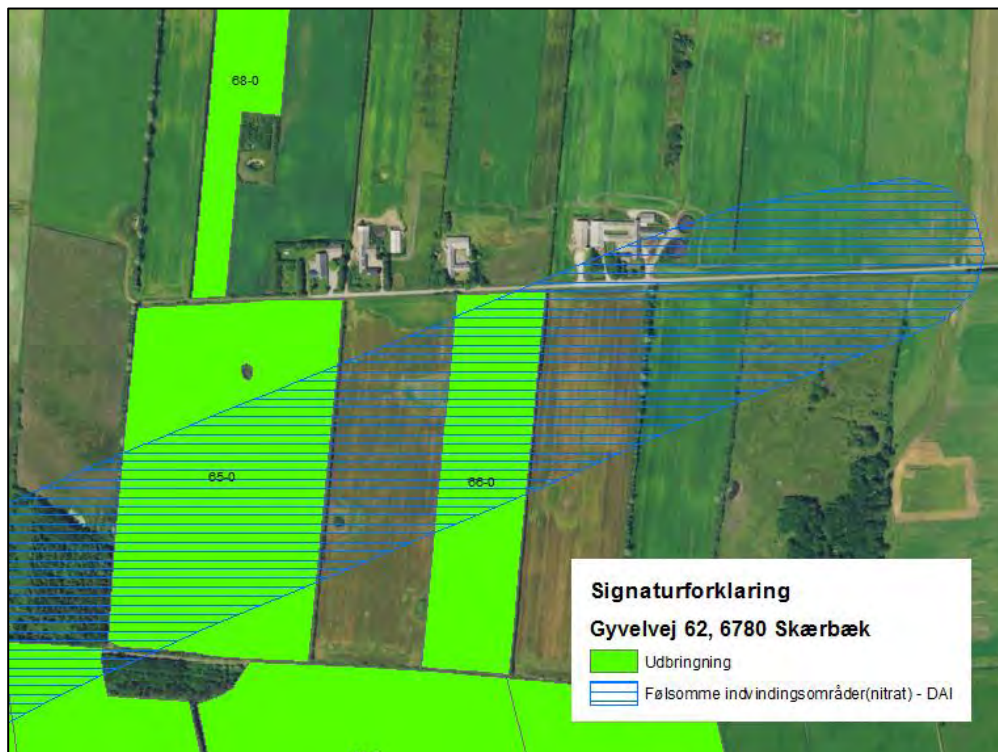 68-0
65-0
66-0
Signaturforklaring
Gyvelvej 62, 6780 Skærbæk
Udbringning
Følsomme indvindingsområder(nitrat) - DAI